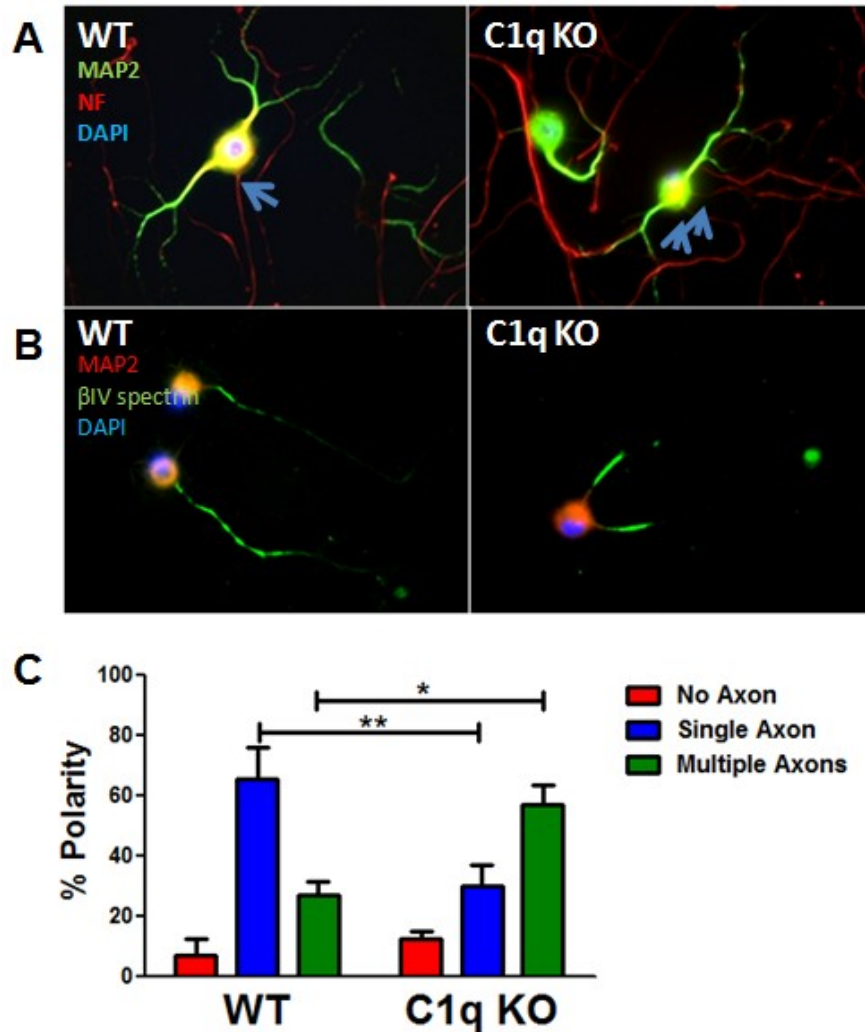 A
WT
MAP2
NF
DAPI
C1q KO
B
WT
MAP2
βIV spectrin
DAPI
C1q KO
C
% Polarity
100
80
60
40
20
0
*
**
WT
C1q KO
No Axon
Single Axon
Multiple Axons